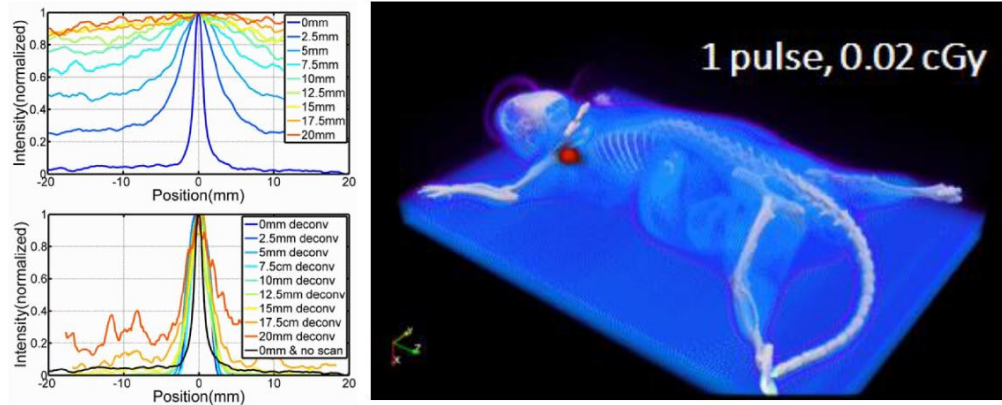 Intensity(normalized)
1
0.8
0.6
0.4
0.2
0
-20
-10
0
10
20
Position(mm)
0mm
2.5mm
5mm
7.5mm
10mm
12.5mm
15mm
17.5mm
20mm
Intensity(normalized)
1
0.8
0.6
0.4
0.2
0
-20
-10
0
10
20
Position(mm)
0mm deconv
2.5mm deconv
5mm deconv
7.5cm deconv
10mm deconv
12.5mm deconv
15mm deconv
17.5cm deconv
20mm deconv
0mm & no scan
1 pulse, 0.02 cGy
X
Z